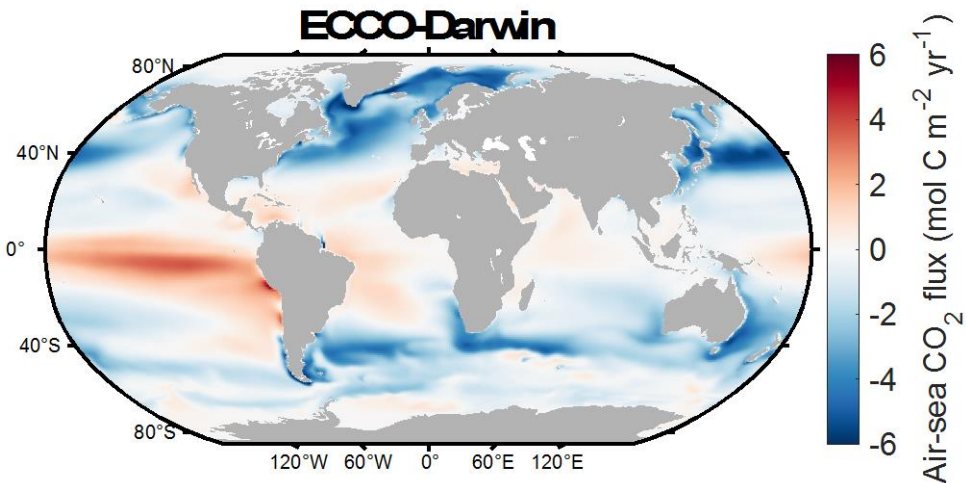 ECCO-Darwin
80°N
40°N
0°
40°S
80°S
120°W 60°W 0° 60°E 120°E
6
4
2
0
-2
-4
-6
Air-sea CO₂ flux (mol C m⁻² yr⁻¹)